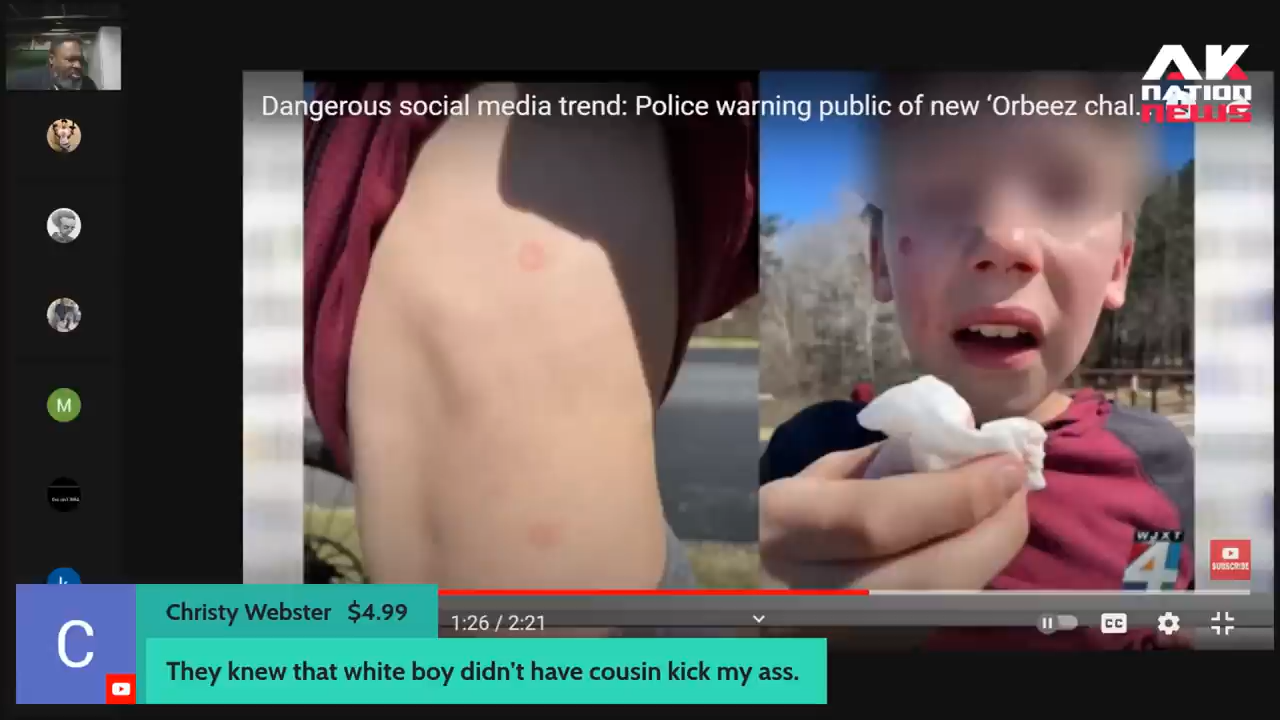 Dangerous social media trend: Police warning public of new ‘Orbeez chal...
AK
NATION
NEWS
M
k
WJXT
4
SUBSCRIBE
C
Christy Webster $4.99
They knew that white boy didn't have cousin kick my ass.
1:26 / 2:21
CC